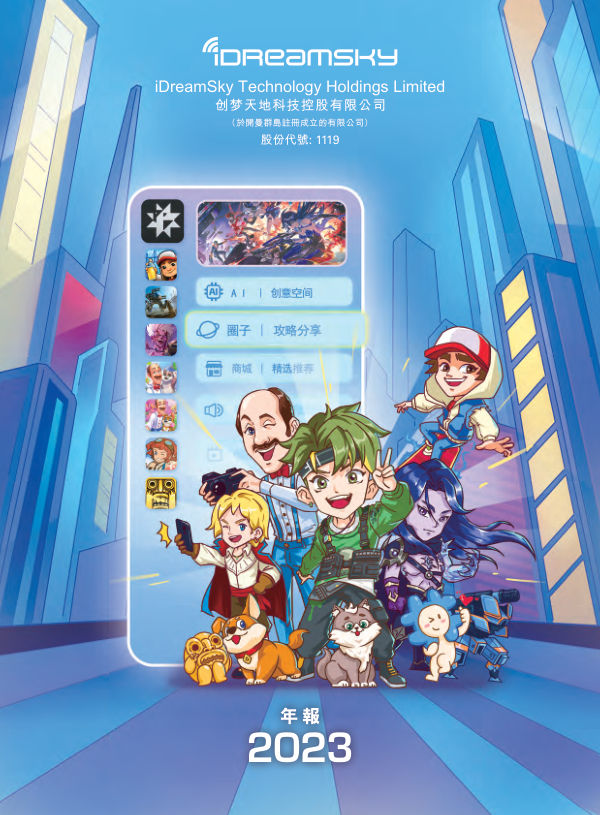 iDREAMSKY
iDreamSky Technology Holdings Limited
创梦天地科技控股有限公司
（於開曼群島註冊成立的有限公司）
股份代號: 1119
AI | 创意空间
圈子 | 攻略分享
商城 | 精选推荐
年報
2023